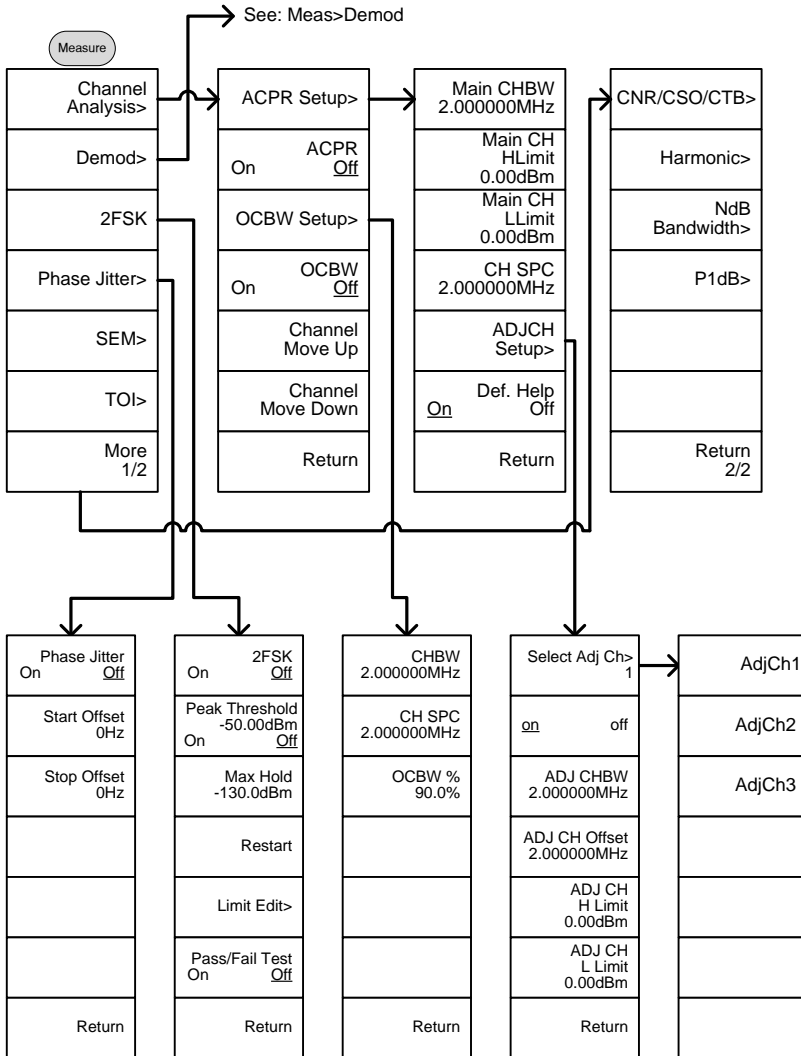 See: Meas>Demod
Measure
Channel
Analysis>
Demod>
2FSK
Phase Jitter>
SEM>
TOI>
More
1/2
ACPR Setup>
ACPR
On Off
OCBW Setup>
OCBW
On Off
Channel
Move Up
Channel
Move Down
Return
Main CHBW
2.000000MHz
Main CH
HLimit
0.00dBm
Main CH
LLimit
0.00dBm
CH SPC
2.000000MHz
ADJCH
Setup>
Def. Help
On Off
Return
CNR/CSO/CTB>
Harmonic>
NdB
Bandwidth>
P1dB>
Return
2/2
Phase Jitter
On Off
Start Offset
0Hz
Stop Offset
0Hz
Return
2FSK
On Off
Peak Threshold
-50.00dBm
On Off
Max Hold
-130.0dBm
Restart
Limit Edit>
Pass/Fail Test
On Off
Return
CHBW
2.000000MHz
CH SPC
2.000000MHz
OCBW %
90.0%
Return
Select Adj Ch>
1
on off
ADJ CHBW
2.000000MHz
ADJ CH Offset
2.000000MHz
ADJ CH
H Limit
0.00dBm
ADJ CH
L Limit
0.00dBm
Return
AdjCh1
AdjCh2
AdjCh3